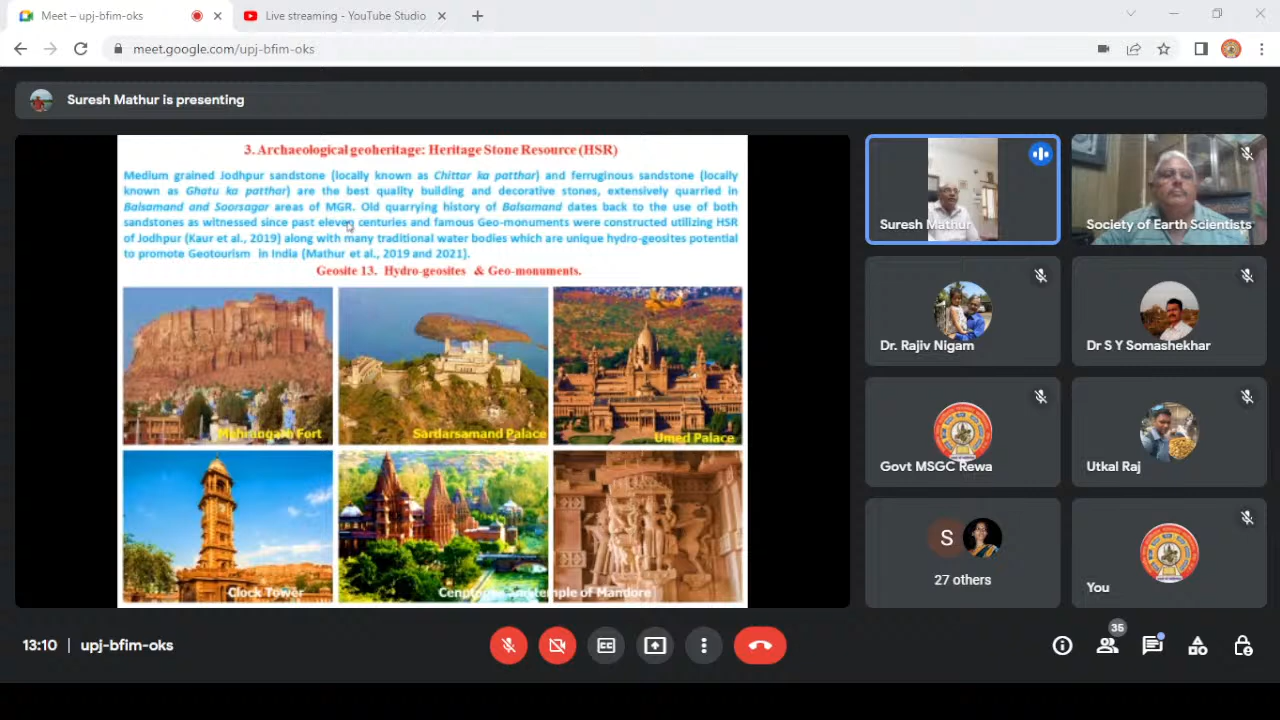 Meet – upj-bfim-oks
Live streaming - YouTube Studio
meet.google.com/upj-bfim-oks
Suresh Mathur is presenting
3. Archaeological geoheritage: Heritage Stone Resource (HSR)
Medium grained Jodhpur sandstone (locally known as Chittar ka patthar) and ferruginous sandstone (locally
known as Ghatu ka patthar) are the best quality building and decorative stones, extensively quarried in
Balsamand and Soorsagar areas of MGR. Old quarrying history of Balsamand dates back to the use of both
sandstones as witnessed since past eleven centuries and famous Geo-monuments were constructed utilizing HSR
of Jodhpur (Kaur et al., 2019) along with many traditional water bodies which are unique hydro-geosites potential
to promote Geotourism in India (Mathur et al., 2019 and 2021).
Geosite 13. Hydro-geosites & Geo-monuments.
Mehrangarh Fort
Sardarsamand Palace
Umed Palace
Clock Tower
temple of Mandore
Suresh Mathur
Society of Earth Scientists
Dr. Rajiv Nigam
Dr S Y Somashekhar
Govt MSGC Rewa
Utkal Raj
S
27 others
You
13:10 | upj-bfim-oks
CC
35